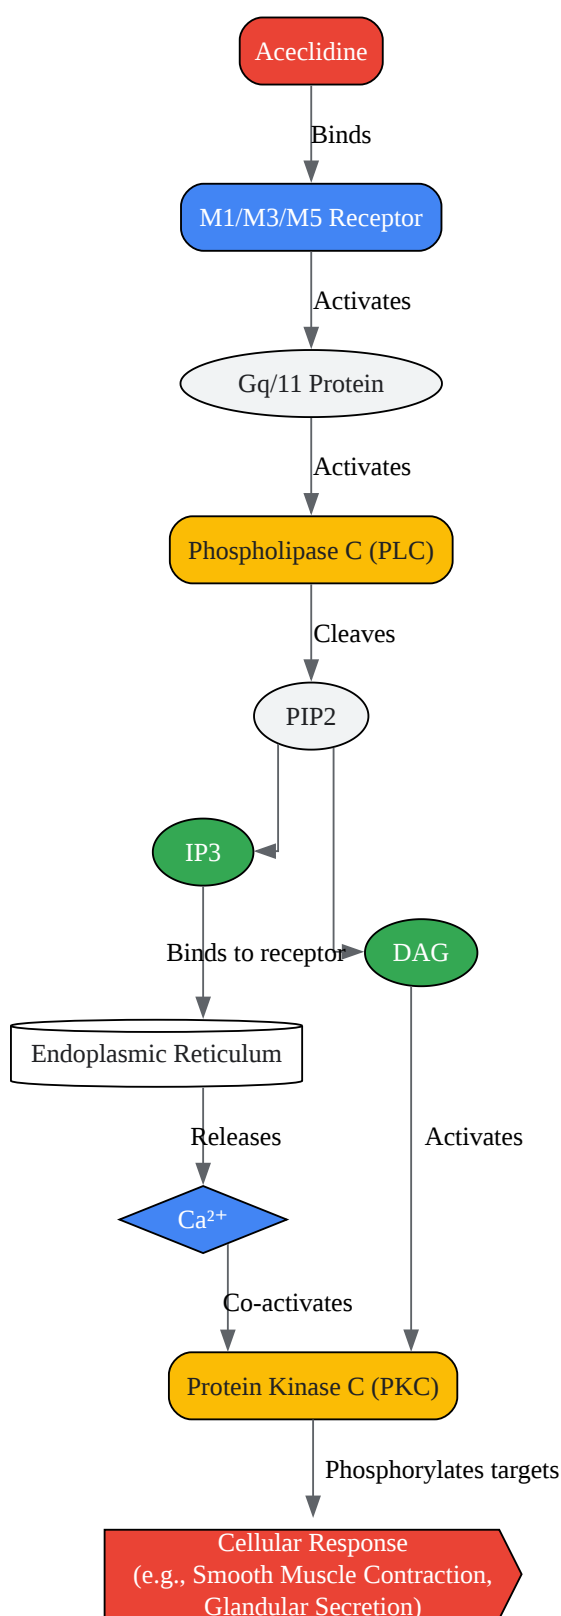 Aceclidine
Binds
M1/M3/M5 Receptor
Activates
Gq/11 Protein
Activates
Phospholipase C (PLC)
Cleaves
PIP2
IP3
Binds to receptor
DAG
Endoplasmic Reticulum
Releases
Activates
Ca²⁺
Co-activates
Protein Kinase C (PKC)
Phosphorylates targets
Cellular Response
(e.g., Smooth Muscle Contraction,
Glandular Secretion)